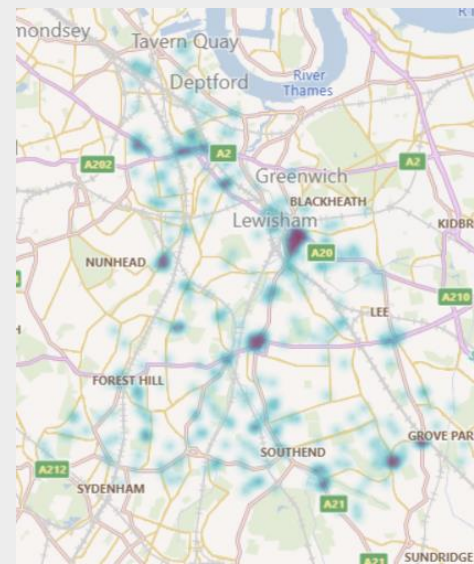 mondsey
Tavern Quay
Deptford
River
Thames
A202
A2
A2
Greenwich
BLACKHEATH
Lewisham
KIDBR
A20
NUNHEAD
A210
LEE
FOREST HILL
GROVE PAR
SOUTHEND
A212
SYDENHAM
A21
A21
SUNDRIDGE